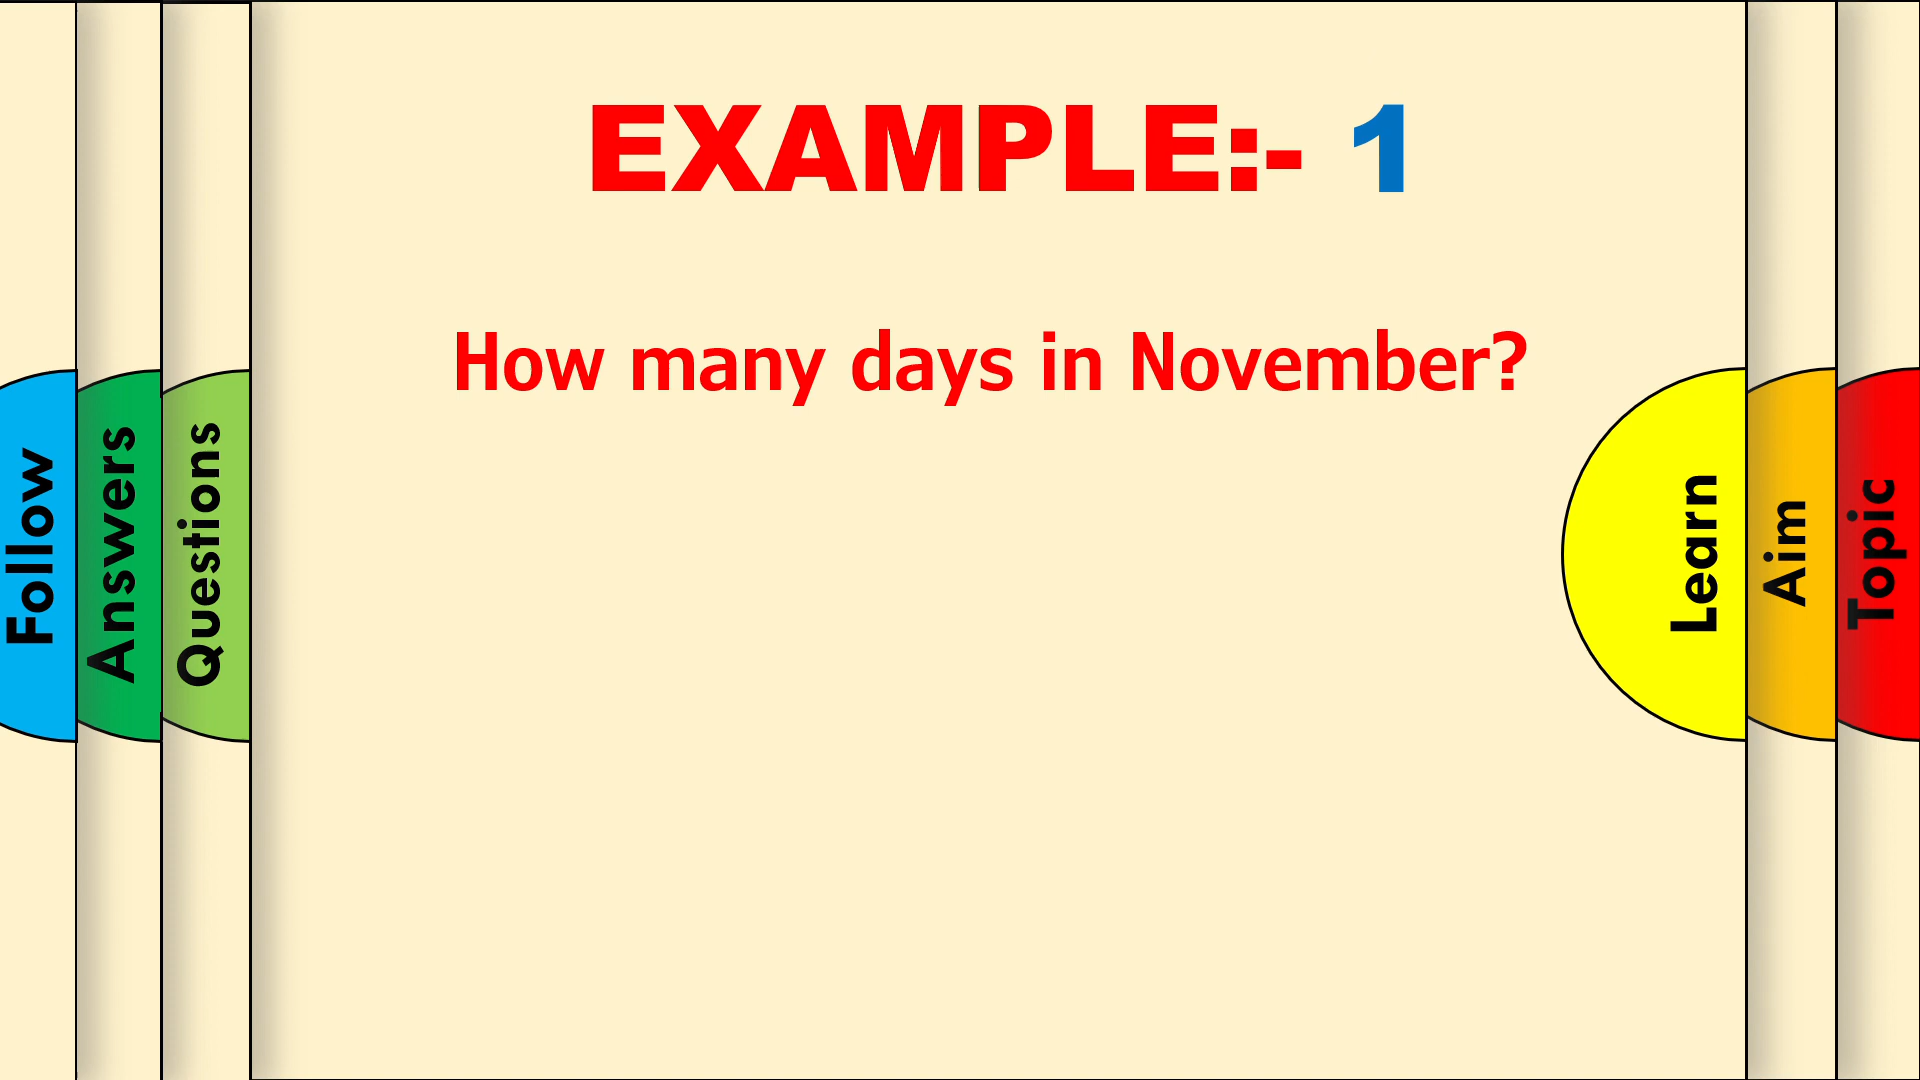 EXAMPLE:- 1
How many days in November?
Follow
Answers
Questions
Learn
Aim
Topic